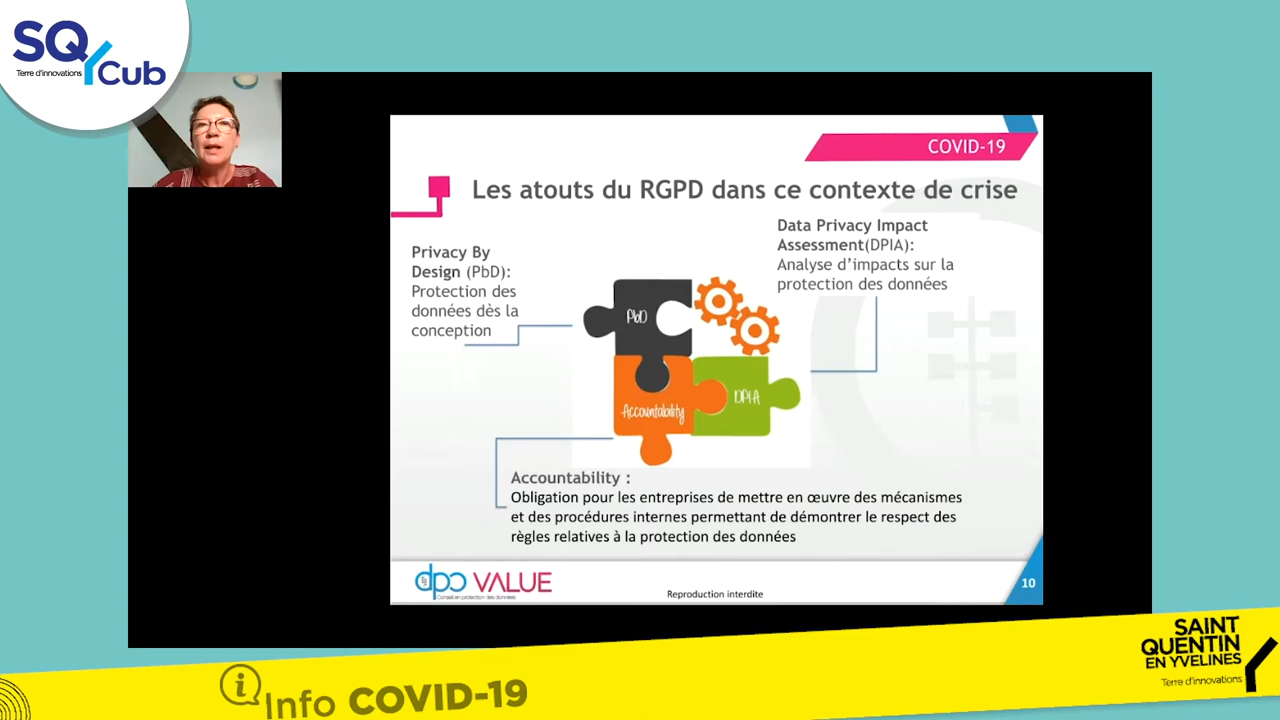 SQY Cub
Terre d'innovations
COVID-19
Les atouts du RGPD dans ce contexte de crise
Privacy By
Design (PbD):
Protection des
données dès la
conception
Data Privacy Impact
Assessment(DPIA):
Analyse d'impacts sur la
protection des données
PbD
Accountability
DPIA
Accountability :
Obligation pour les entreprises de mettre en œuvre des mécanismes
et des procédures internes permettant de démontrer le respect des
règles relatives à la protection des données
dpo VALUE
Conseil en protection des données
Reproduction interdite
10
i Info COVID-19
SAINT
QUENTIN
EN YVELINES
Terre d'innovations